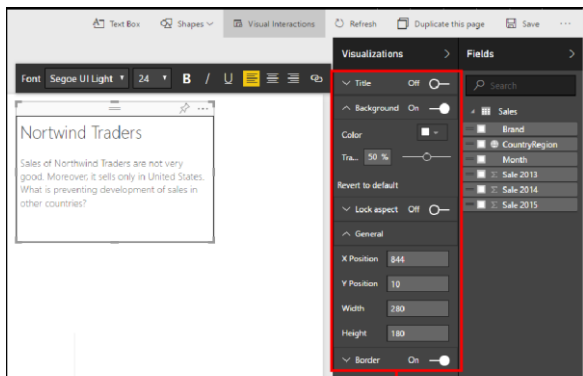 Text Box Shapes Visual Interactions Refresh Duplicate this page Save ...
Visualizations > Fields >
Font Segoe UI Light 24 B I U
Title Off
Search
Background On
Sales
Nortwind Traders
Color
Brand
CountryRegion
Month
Sales of Northwind Traders are not very
good. Moreover, it sells only in United States.
What is preventing development of sales in
other countries?
Tra... 50 %
Σ Sale 2013
Σ Sale 2014
Σ Sale 2015
Revert to default
Lock aspect Off
General
X Position 844
Y Position 10
Width 280
Height 180
Border On